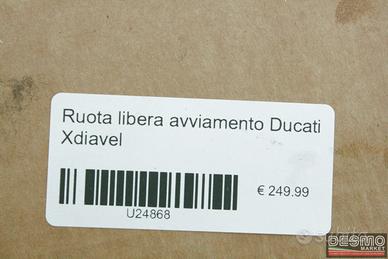 Ruota libera avviamento Ducati
Xdiavel
€ 249.99
U24868
DESMO
MARKET